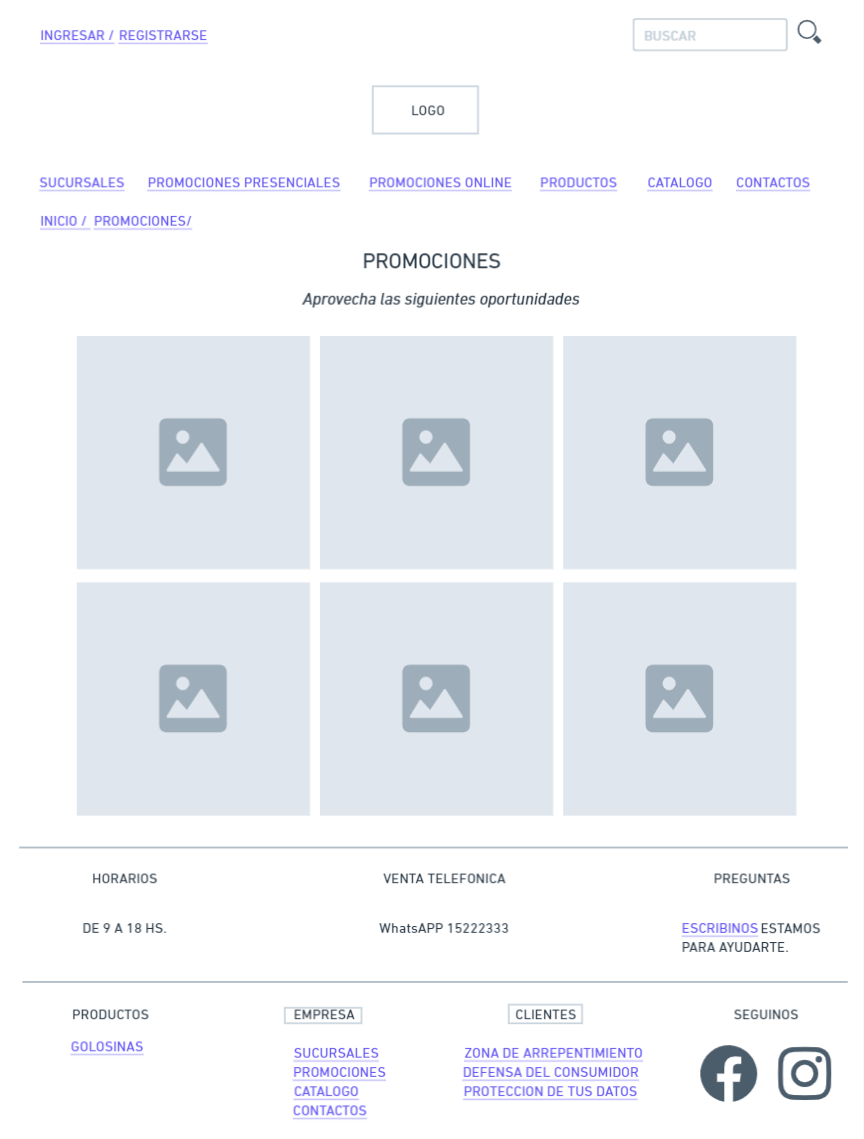 INGRESAR / REGISTRARSE
BUSCAR
LOGO
SUCURSALES PROMOCIONES PRESENCIALES PROMOCIONES ONLINE PRODUCTOS CATALOGO CONTACTOS
INICIO / PROMOCIONES/
PROMOCIONES
Aprovecha las siguientes oportunidades
HORARIOS
DE 9 A 18 HS.
VENTA TELEFONICA
WhatsAPP 15222333
PREGUNTAS
ESCRIBINOS ESTAMOS
PARA AYUDARTE.
PRODUCTOS
GOLOSINAS
EMPRESA
SUCURSALES
PROMOCIONES
CATALOGO
CONTACTOS
CLIENTES
ZONA DE ARREPENTIMIENTO
DEFENSA DEL CONSUMIDOR
PROTECCION DE TUS DATOS
SEGUINOS